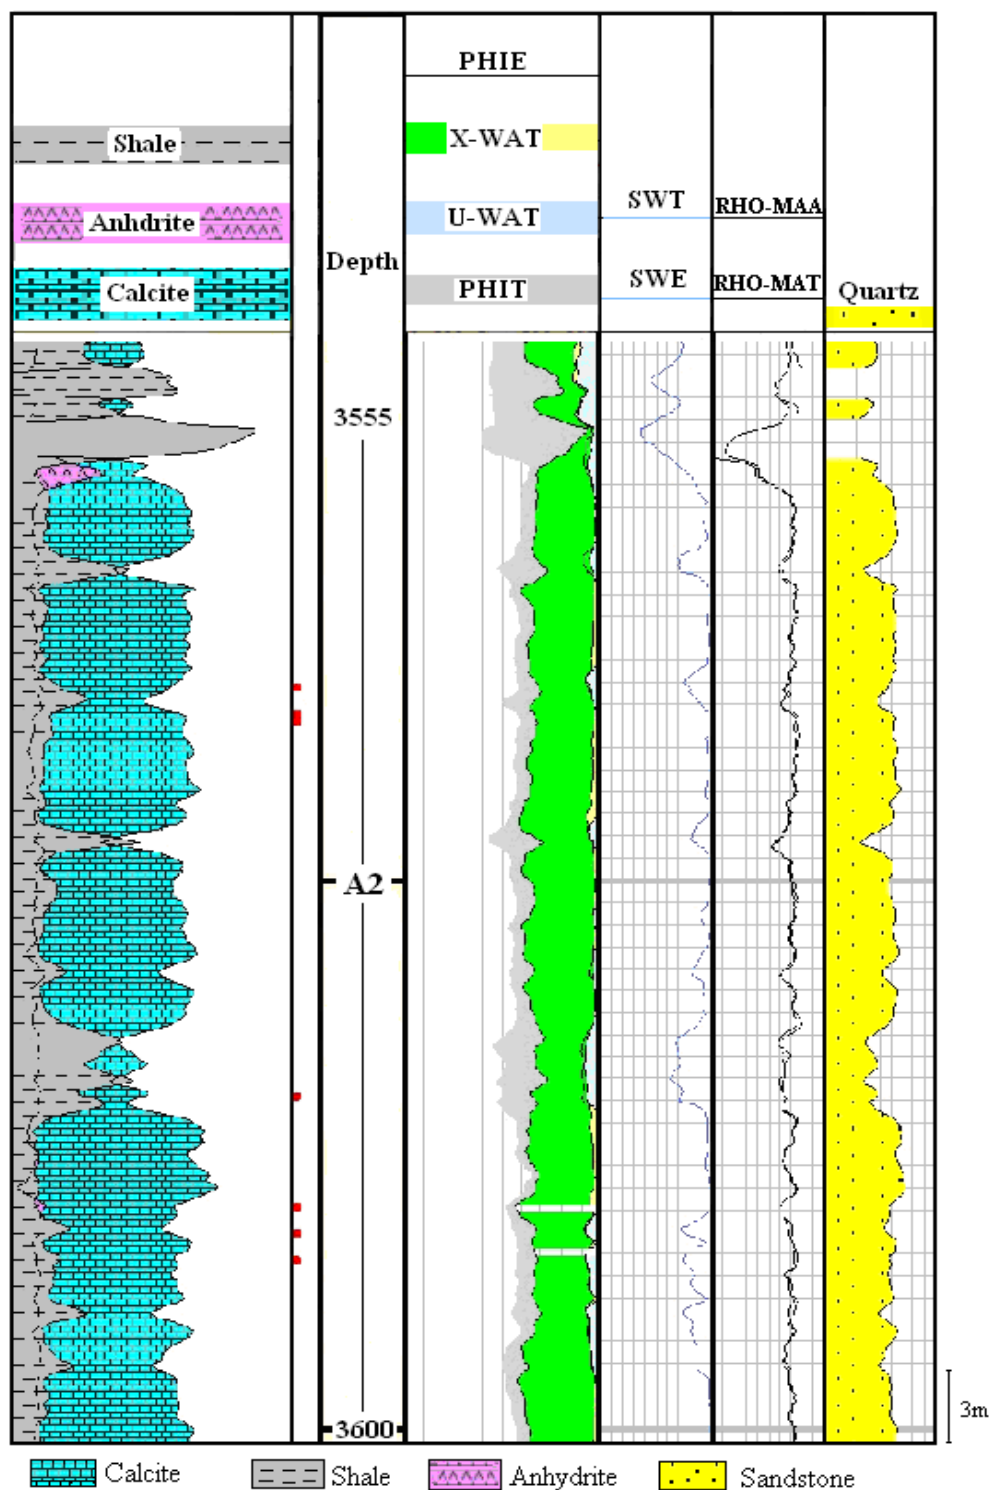 PHIE
Shale
X-WAT
Anhdrite
U-WAT
SWT
RHO-MAA
Depth
Calcite
PHIT
SWE
RHO-MAT
Quartz
3555
A2
3600
3m
Calcite
Shale
Anhydrite
Sandstone